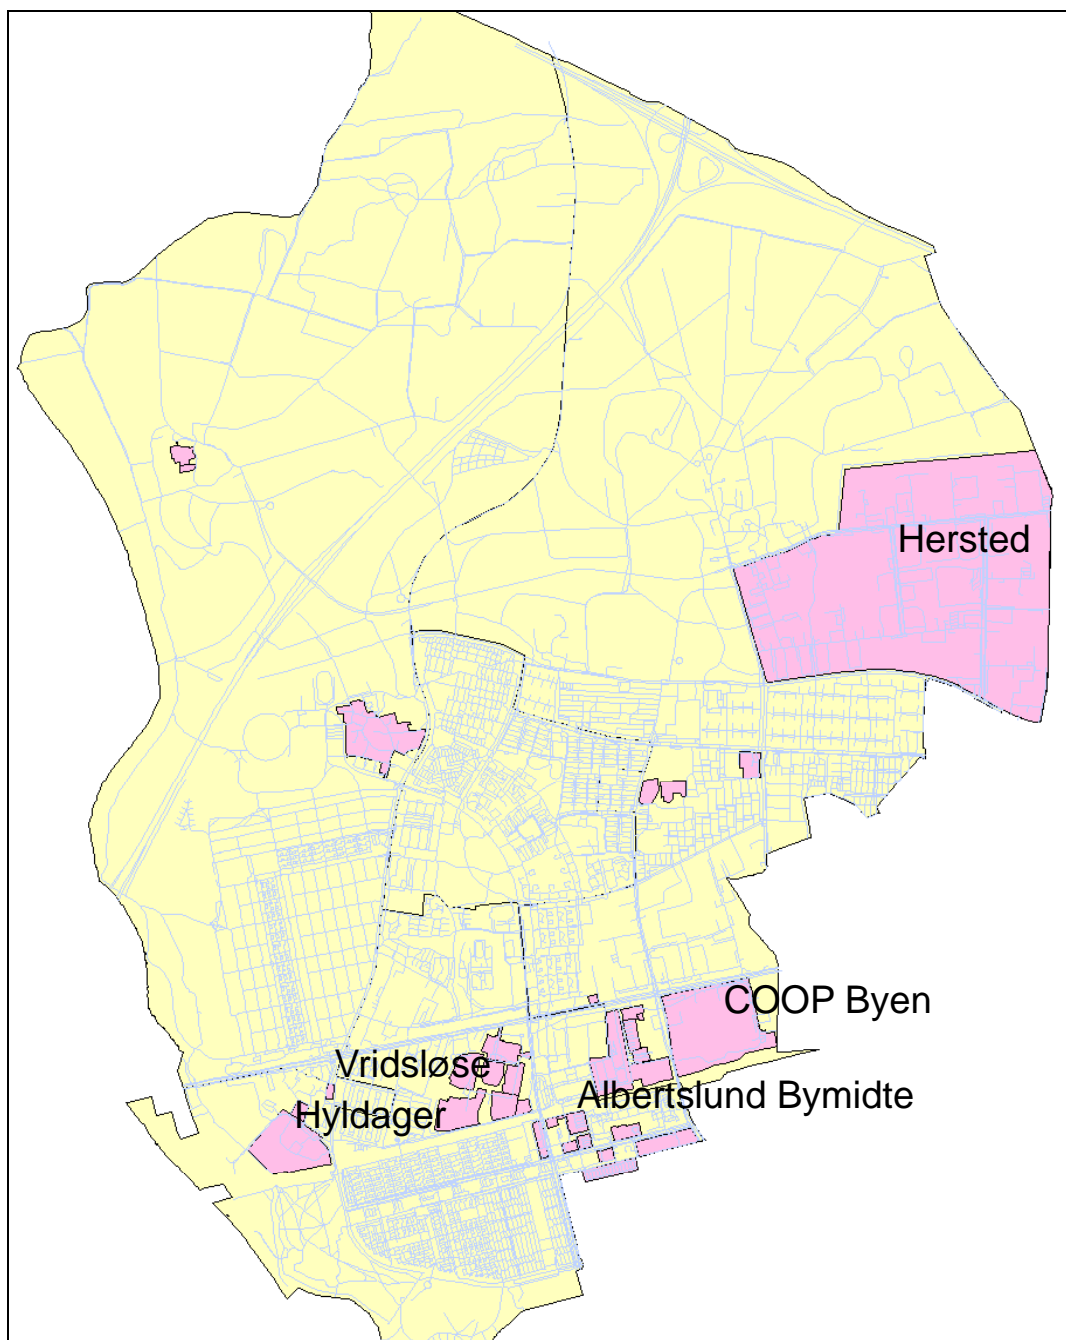 Hersted
COOP Byen
Vridsløse
Albertslund Bymidte
Hyldager